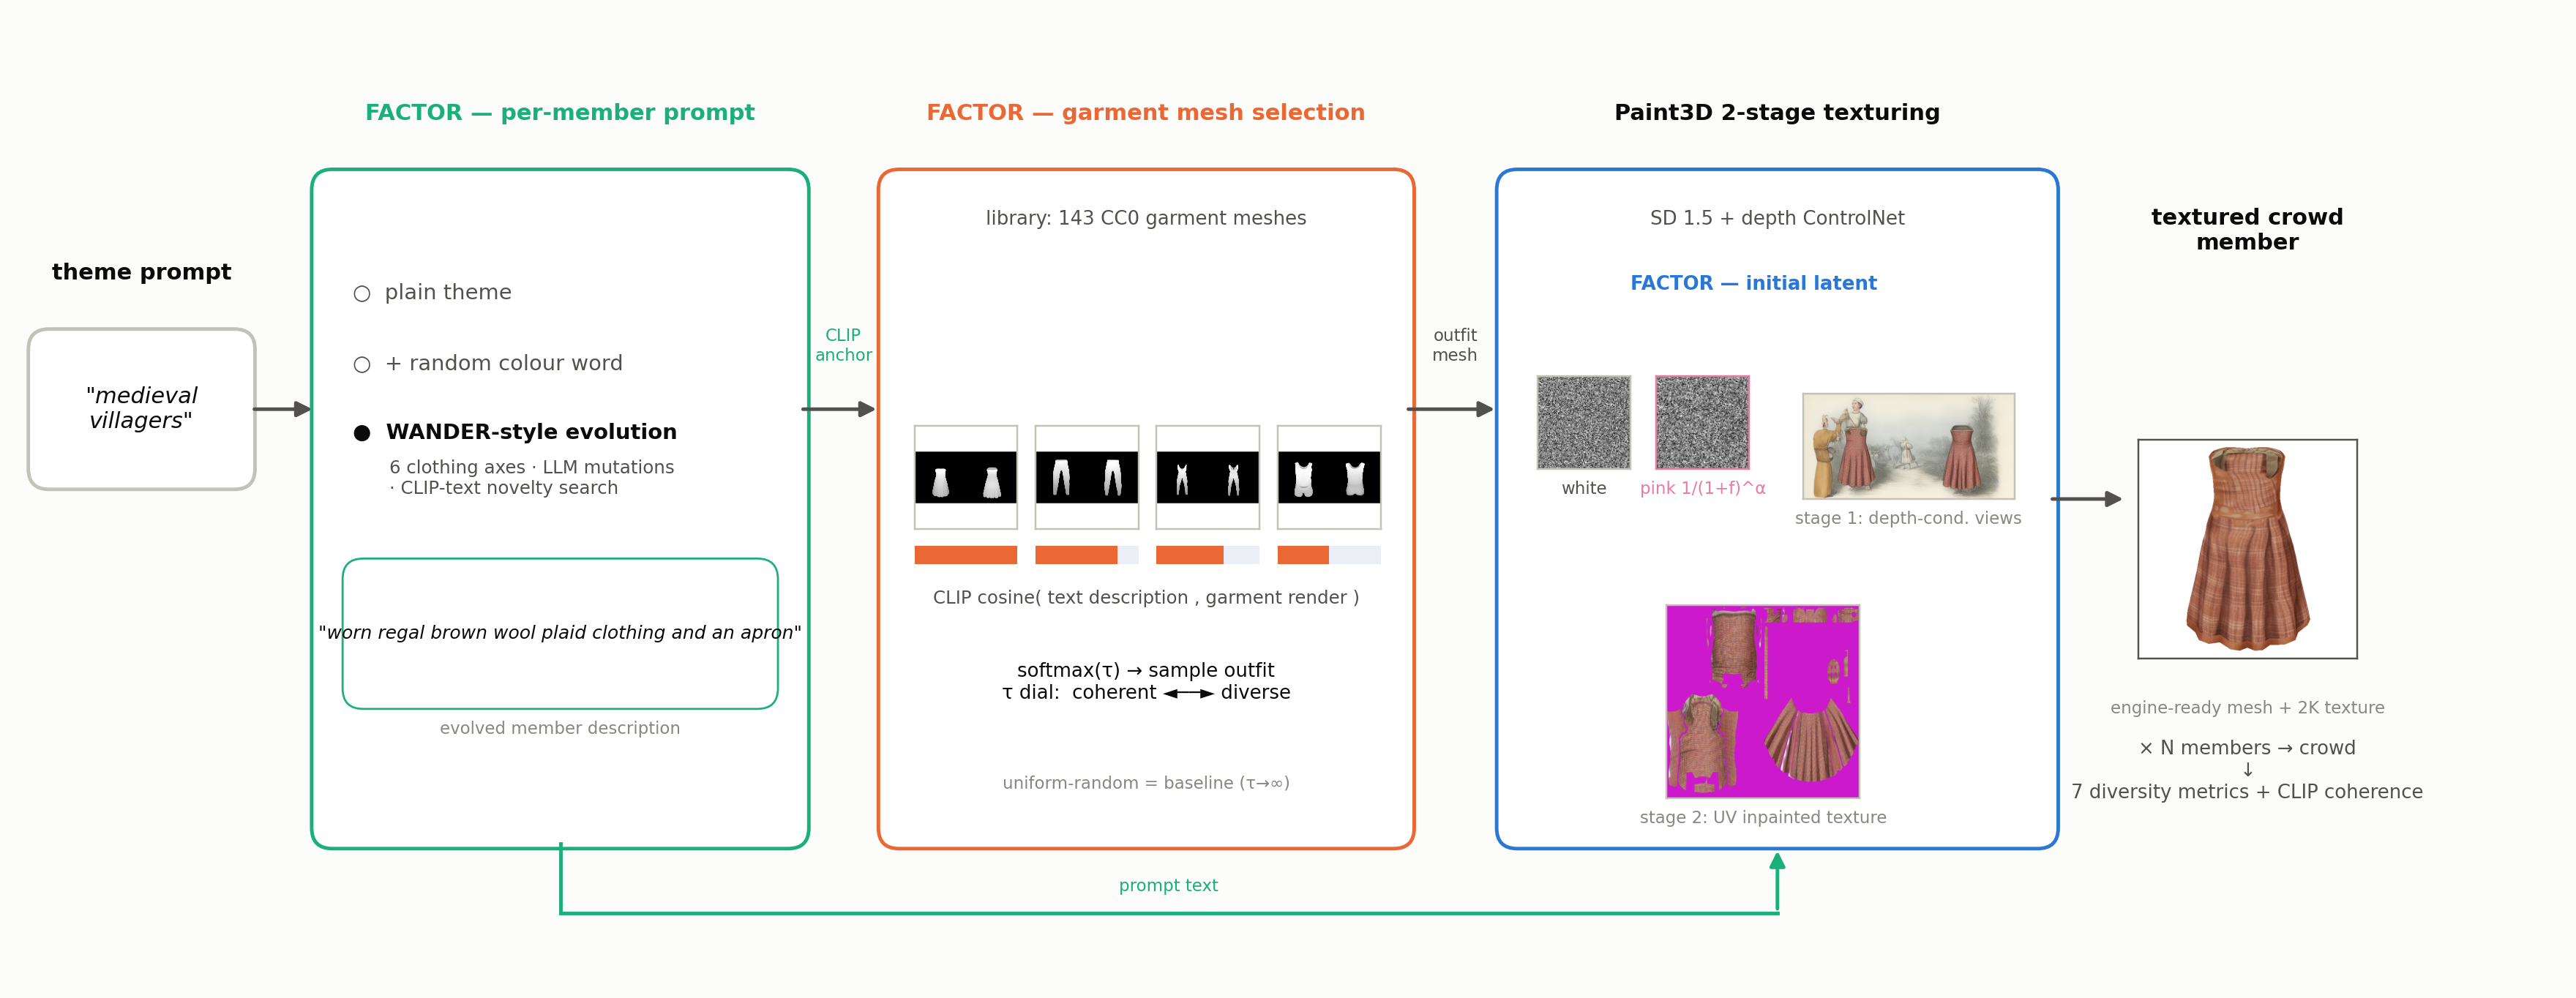 theme prompt
"medieval
villagers"
FACTOR — per-member prompt
○ plain theme
○ + random colour word
● WANDER-style evolution
6 clothing axes · LLM mutations
· CLIP-text novelty search
"worn regal brown wool plaid clothing and an apron"
evolved member description
CLIP
anchor
FACTOR — garment mesh selection
library: 143 CC0 garment meshes
CLIP cosine( text description , garment render )
softmax(τ) → sample outfit
τ dial: coherent ◄─► diverse
uniform-random = baseline (τ→∞)
outfit
mesh
Paint3D 2-stage texturing
SD 1.5 + depth ControlNet
FACTOR — initial latent
white
pink 1/(1+f)^α
stage 1: depth-cond. views
stage 2: UV inpainted texture
prompt text
textured crowd
member
engine-ready mesh + 2K texture
× N members → crowd
↓
7 diversity metrics + CLIP coherence